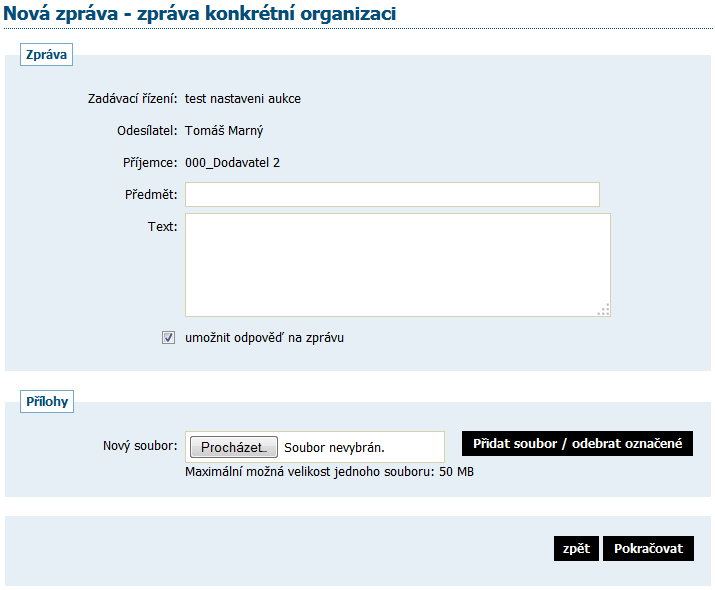 Nová zpráva - zpráva konkrétní organizaci
Zpráva
Zadávací řízení: test nastaveni aukce
Odesílatel: Tomáš Marný
Příjemce: 000_Dodavatel 2
Předmět:
Text:
umožnit odpověď na zprávu
Přílohy
Nový soubor: Procházet.. Soubor nevybrán. Přidat soubor / odebrat označené
Maximální možná velikost jednoho souboru: 50 MB
zpět Pokračovat